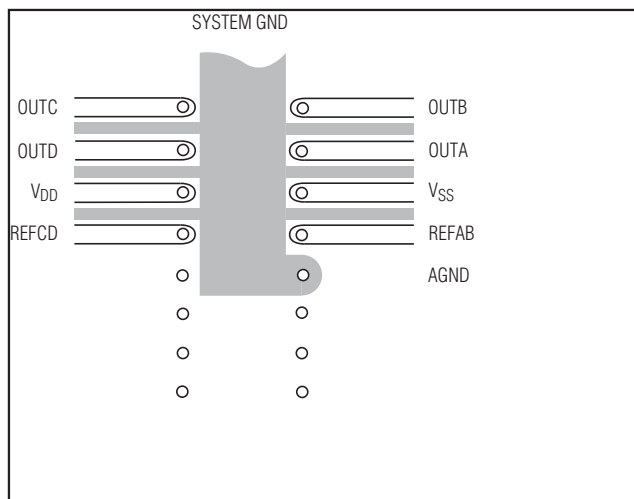 SYSTEM GND
OUTC OUTB
OUTD OUTA
VDD VSS
REFCD REFAB
AGND